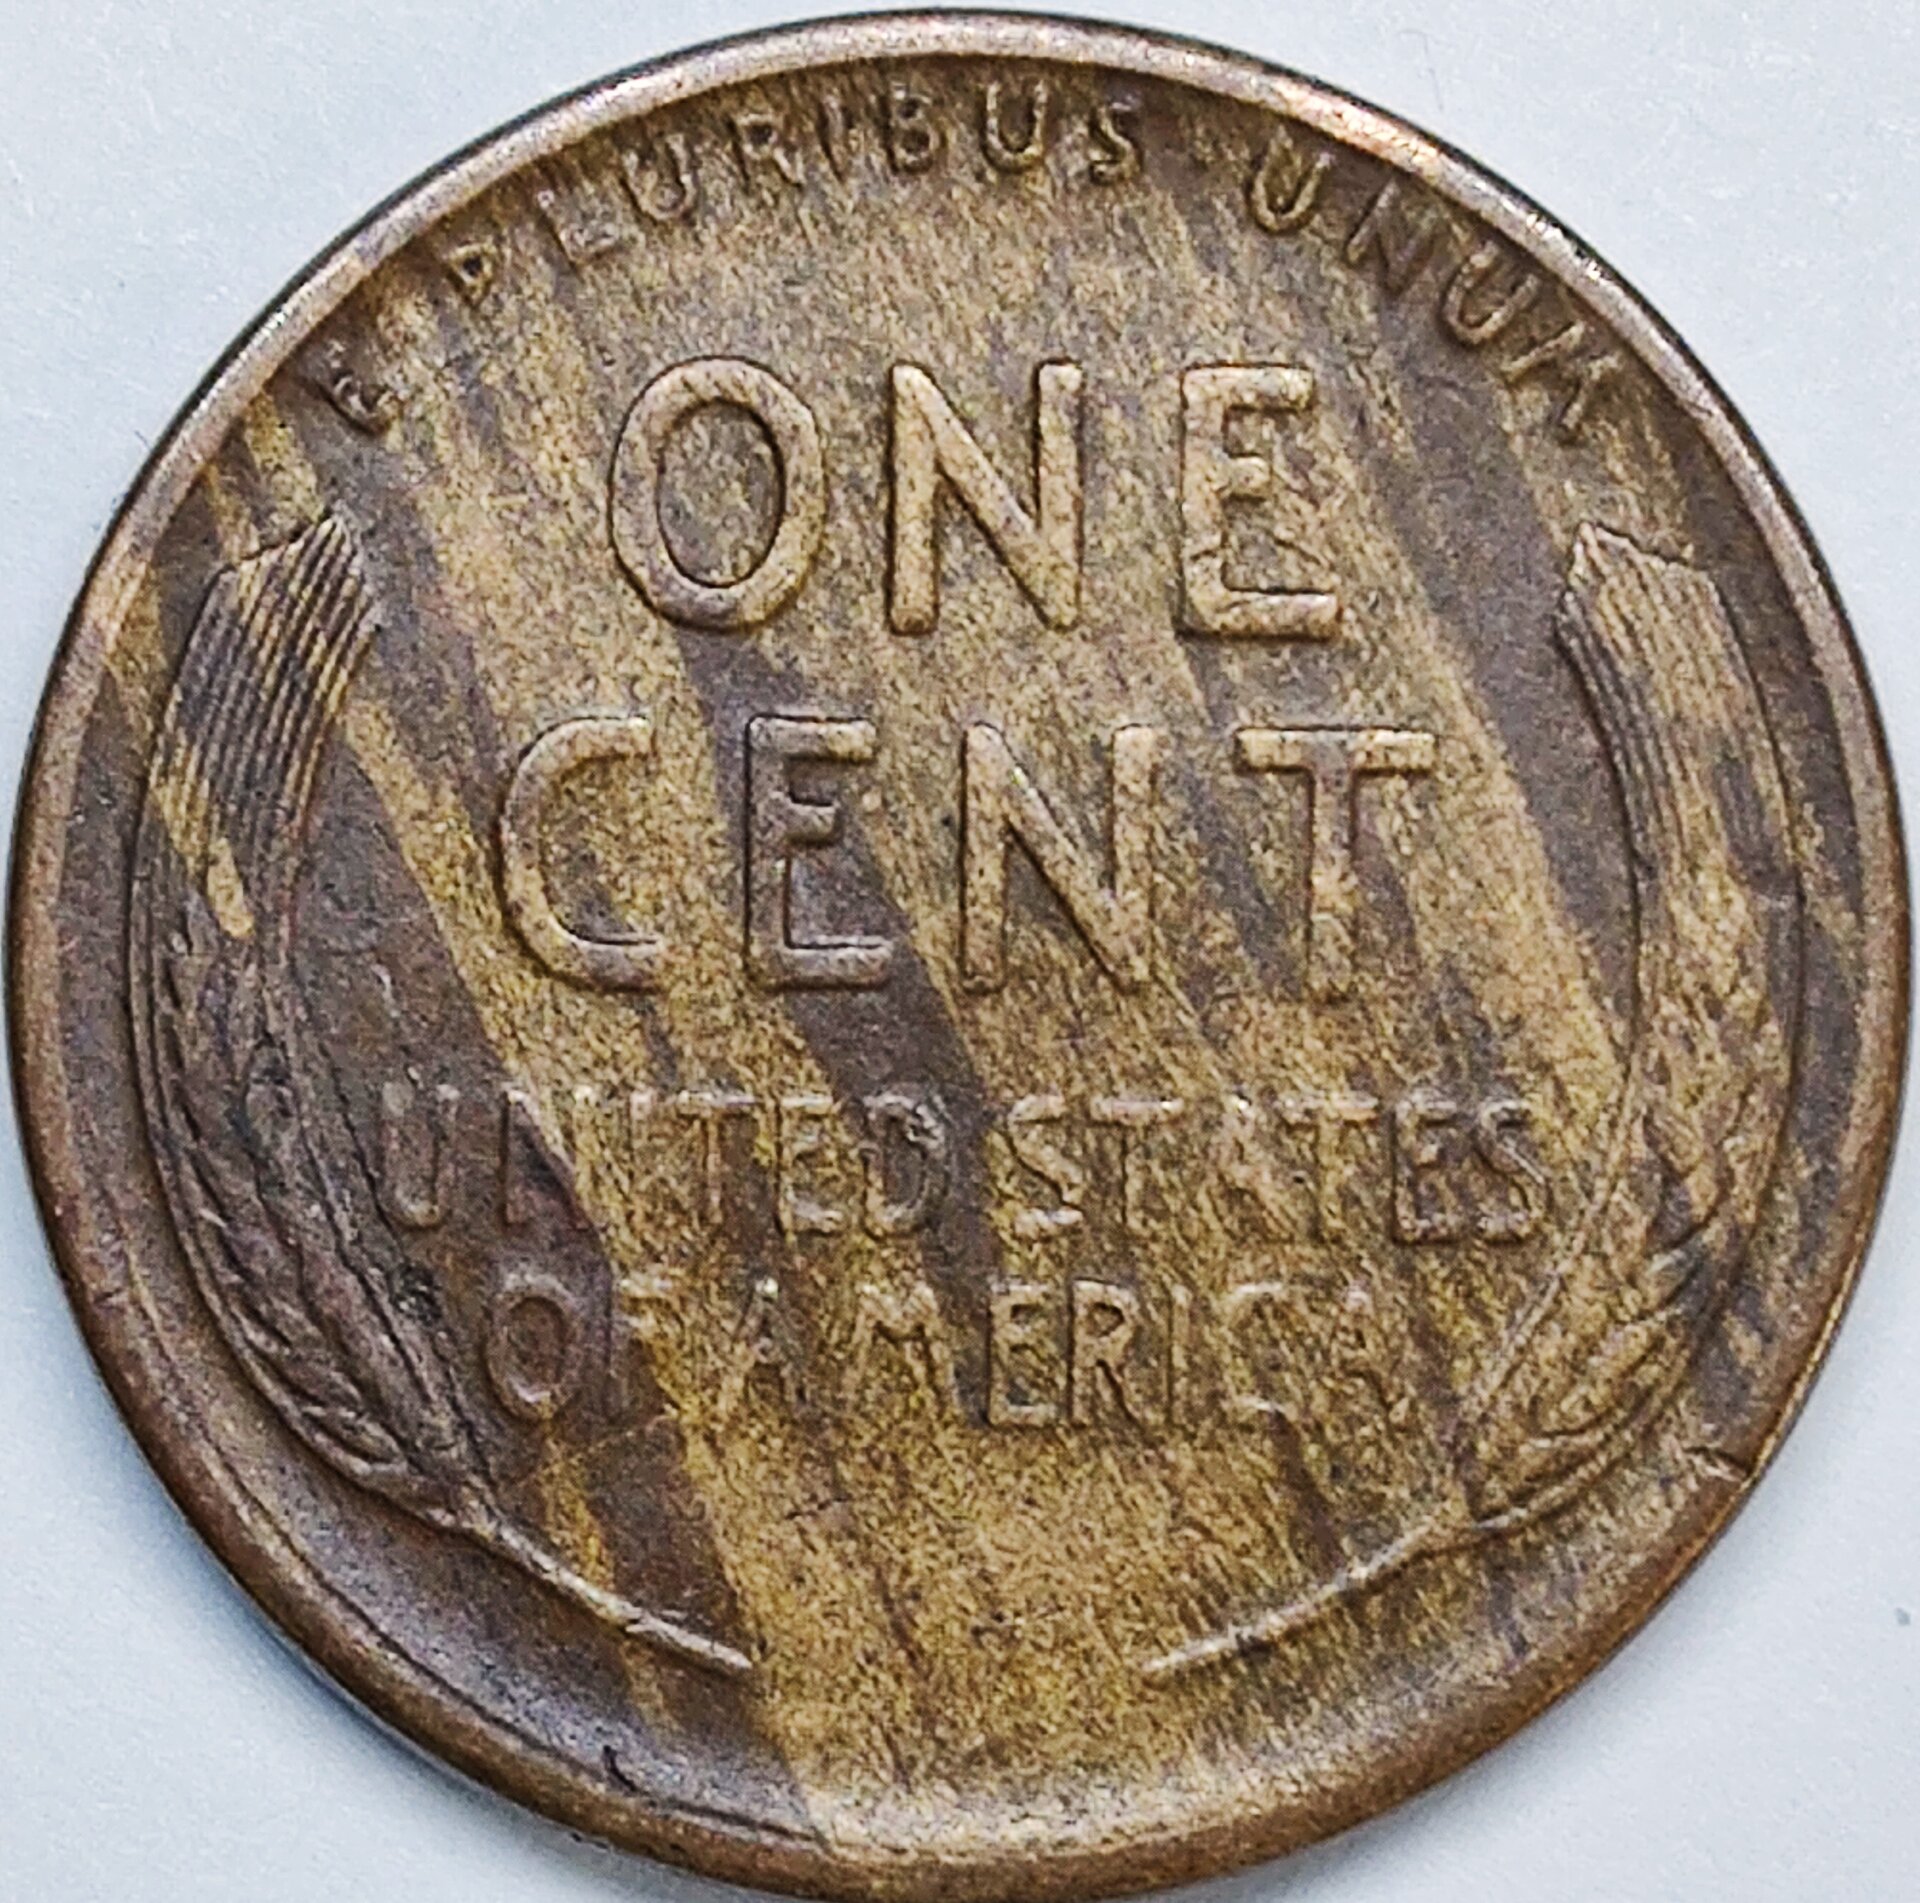 E · PLURIBUS · UNUM
ONE
CENT
UNITED STATES
OF AMERICA